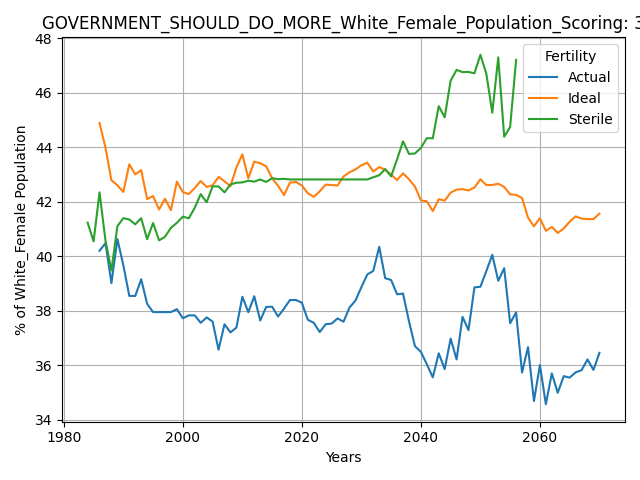 GOVERNMENT_SHOULD_DO_MORE_White_Female_Population_Scoring: 3
48
46
44
42
40
38
36
34
% of White_Female Population
Fertility
Actual
Ideal
Sterile
1980
2000
2020
2040
2060
Years